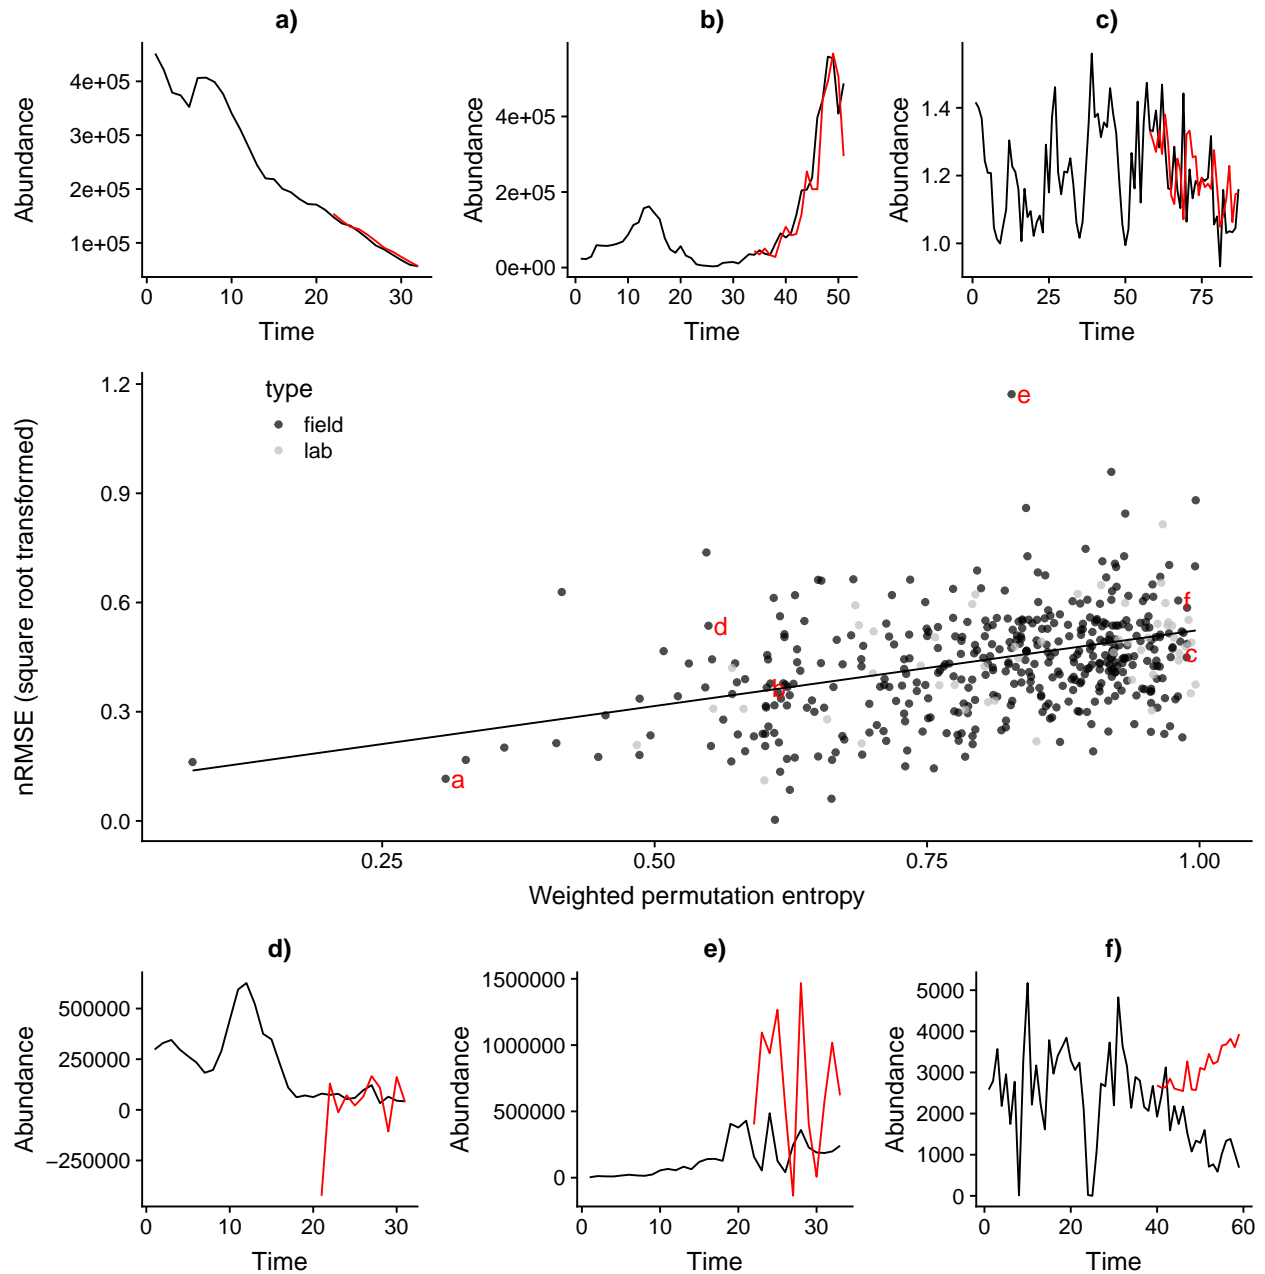 a)
Abundance
4e+05
3e+05
2e+05
1e+05
0 10 20 30
Time
b)
Abundance
4e+05
2e+05
0e+00
0 10 20 30 40 50
Time
c)
Abundance
1.4
1.2
1.0
0 25 50 75
Time
nRMSE (square root transformed)
1.2
0.9
0.6
0.3
0.0
type
field
lab
e
d
f
b
c
a
0.25 0.50 0.75 1.00
Weighted permutation entropy
d)
Abundance
500000
250000
0
−250000
0 10 20 30
Time
e)
Abundance
1500000
1000000
500000
0
0 10 20 30
Time
f)
Abundance
5000
4000
3000
2000
1000
0
0 20 40 60
Time